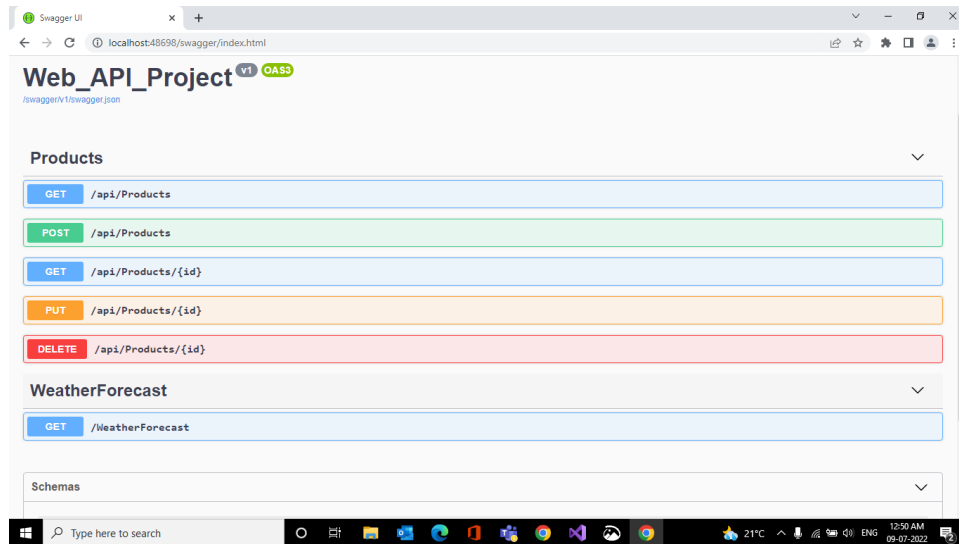 Swagger UI
localhost:48698/swagger/index.html
Web_API_Project v1 OAS3
/swagger/v1/swagger.json
Products
GET /api/Products
POST /api/Products
GET /api/Products/{id}
PUT /api/Products/{id}
DELETE /api/Products/{id}
WeatherForecast
GET /WeatherForecast
Schemas
Type here to search
21°C ENG
12:50 AM
09-07-2022
2